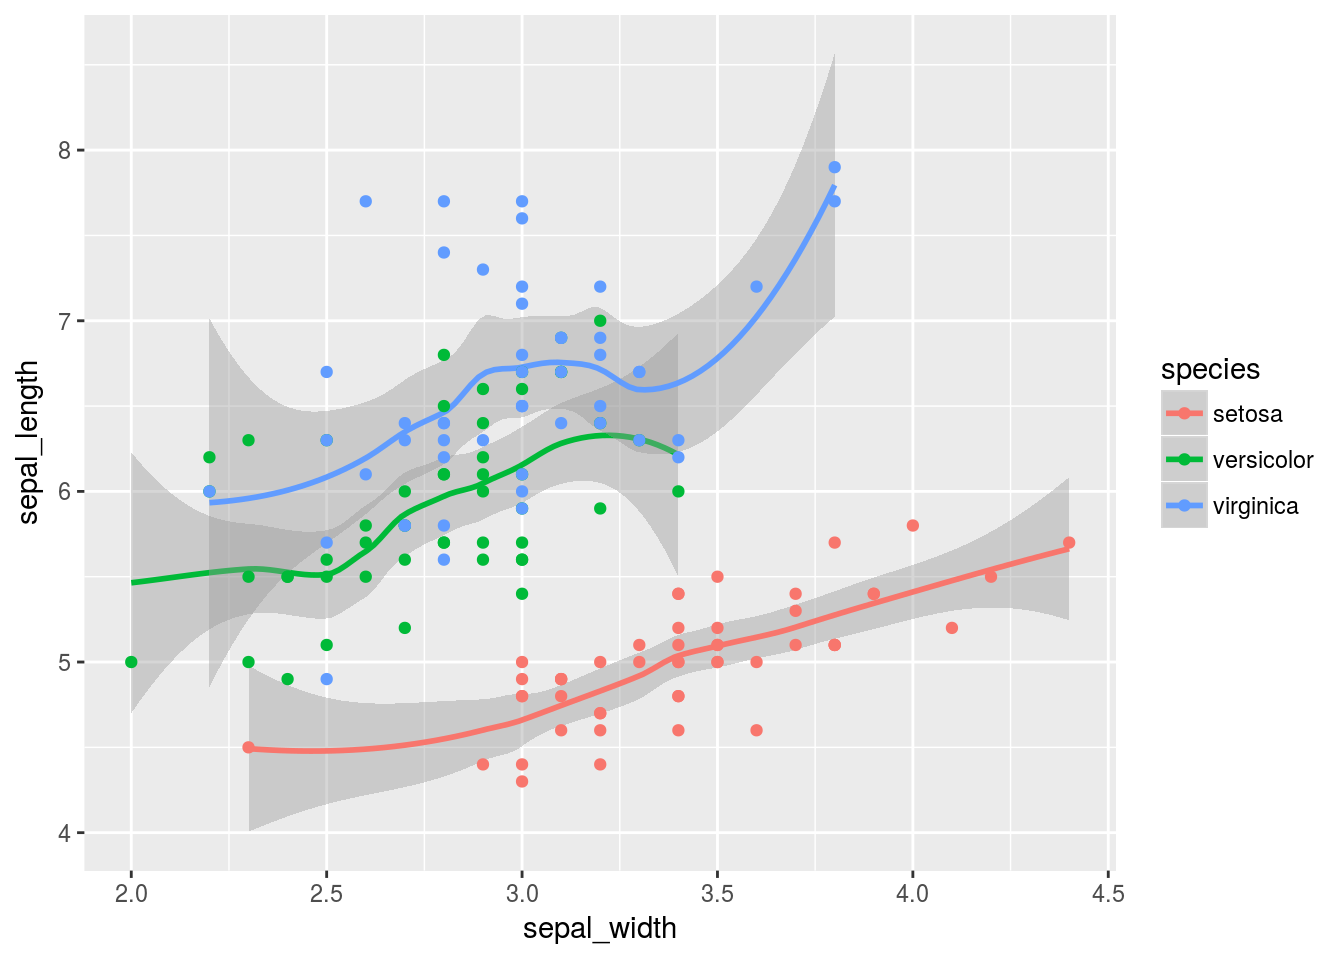 8
7
6
5
4
sepal_length
2.0 2.5 3.0 3.5 4.0 4.5
sepal_width
species
setosa
versicolor
virginica